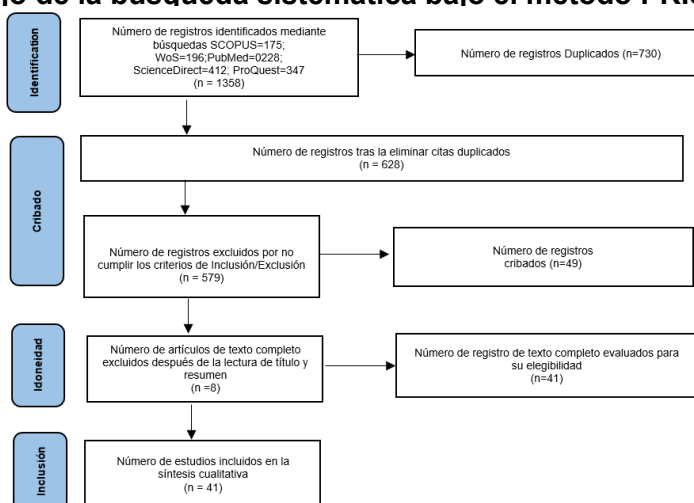 jo de la búsqueda sistemática bajo el método PRI
Identification
Número de registros identificados mediante
búsquedas SCOPUS=175;
WoS=196;PubMed=0228;
ScienceDirect=412; ProQuest=347
(n = 1358)
Número de registros Duplicados (n=730)
Número de registros tras la eliminar citas duplicados
(n = 628)
Cribado
Número de registros excluidos por no
cumplir los criterios de Inclusión/Exclusión
(n = 579)
Número de registros
cribados (n=49)
Idoneidad
Número de artículos de texto completo
excluidos después de la lectura de título y
resumen
(n =8)
Número de registro de texto completo evaluados para
su elegibilidad
(n=41)
Inclusión
Número de estudios incluidos en la
síntesis cualitativa
(n = 41)